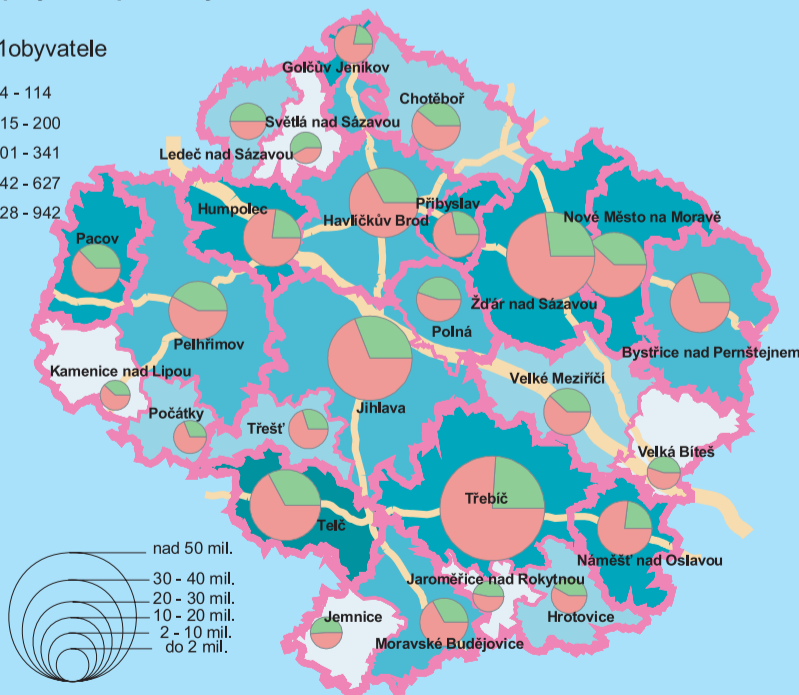 1obyvatele
4 - 114
15 - 200
01 - 341
42 - 627
28 - 942
Golčův Jeníkov
Chotěboř
Světlá nad Sázavou
Ledeč nad Sázavou
Humpolec
Havlíčkův Brod
Přibyslav
Nové Město na Moravě
Pacov
Žďár nad Sázavou
Polná
Pelhřimov
Bystřice nad Pernštejnem
Kamenice nad Lipou
Velké Meziříčí
Počátky
Jihlava
Třešť
Velká Bíteš
Třebíč
Telč
Náměšť nad Oslavou
Jaroměřice nad Rokytnou
Hrotovice
Jemnice
Moravské Budějovice
nad 50 mil.
30 - 40 mil.
20 - 30 mil.
10 - 20 mil.
2 - 10 mil.
do 2 mil.